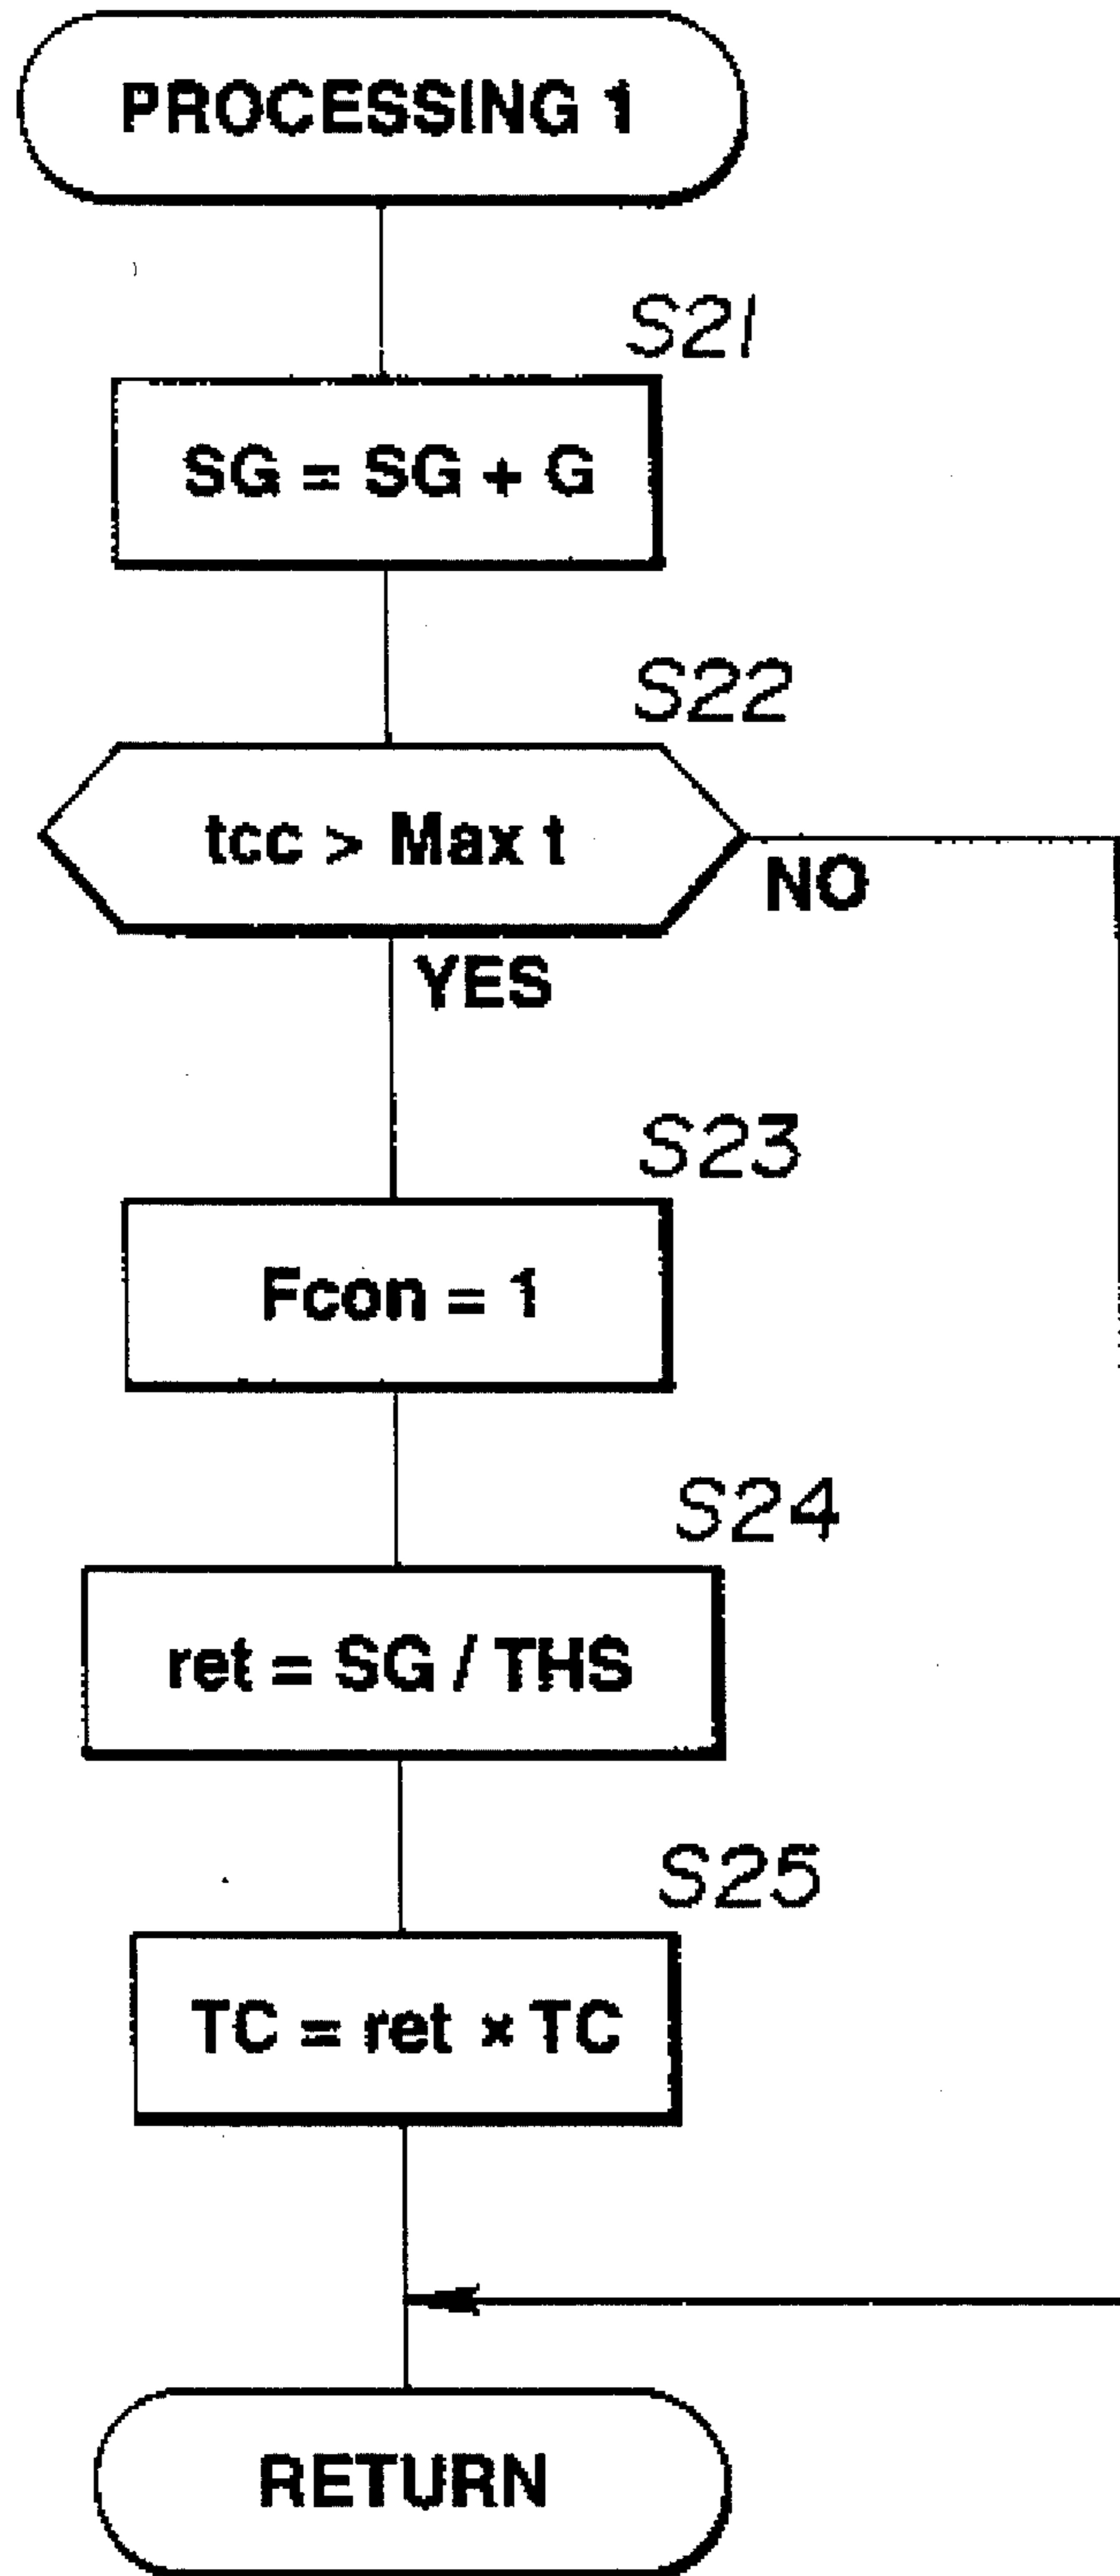 PROCESSING 1
S21
SG = SG + G
S22
tcc > Max t
NO
YES
S23
Fcon = 1
S24
ret = SG / THS
S25
TC = ret × TC
RETURN